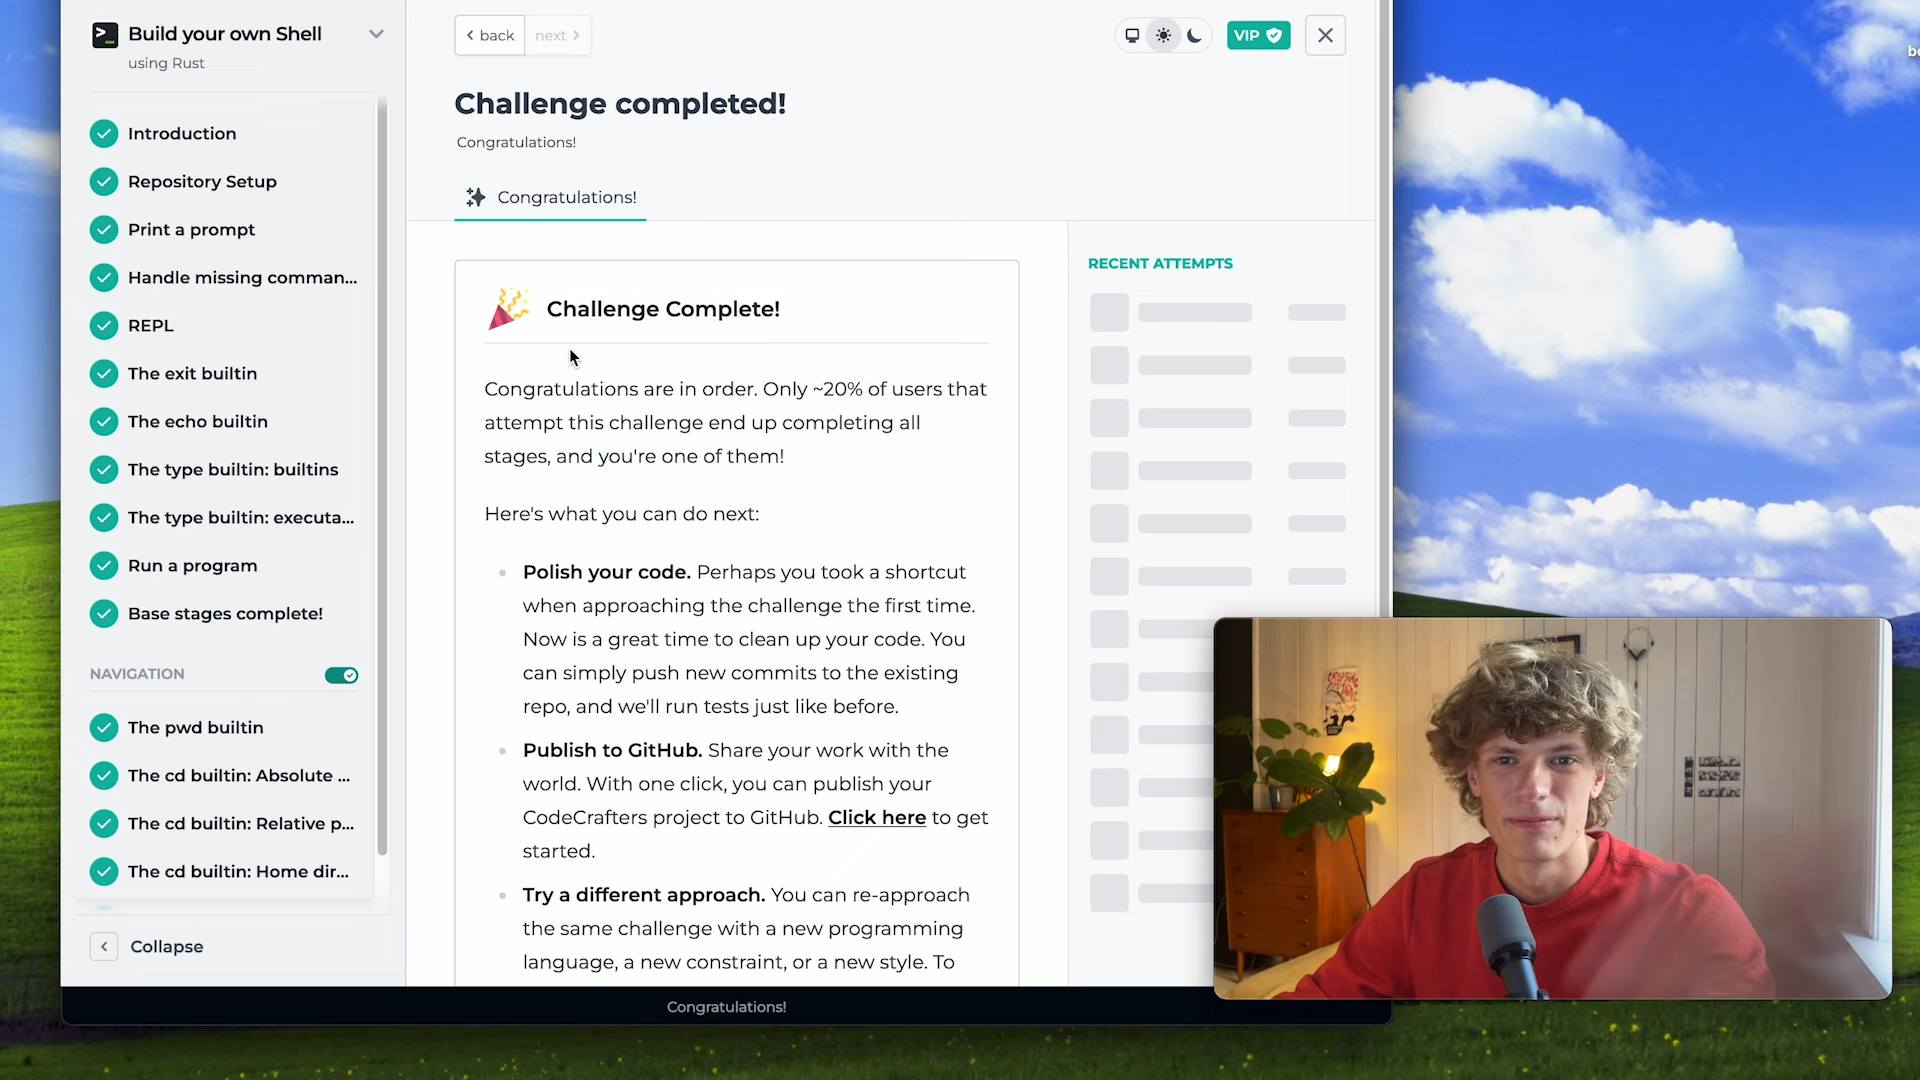 Build your own Shell
using Rust
Introduction
Repository Setup
Print a prompt
Handle missing comman...
REPL
The exit builtin
The echo builtin
The type builtin: builtins
The type builtin: executa...
Run a program
Base stages complete!
NAVIGATION
The pwd builtin
The cd builtin: Absolute ...
The cd builtin: Relative p...
The cd builtin: Home dir...
Collapse
back
next
VIP
Challenge completed!
Congratulations!
Congratulations!
Challenge Complete!
Congratulations are in order. Only ~20% of users that
attempt this challenge end up completing all
stages, and you're one of them!
Here's what you can do next:
Polish your code. Perhaps you took a shortcut
when approaching the challenge the first time.
Now is a great time to clean up your code. You
can simply push new commits to the existing
repo, and we'll run tests just like before.
Publish to GitHub. Share your work with the
world. With one click, you can publish your
CodeCrafters project to GitHub. Click here to get
started.
Try a different approach. You can re-approach
the same challenge with a new programming
language, a new constraint, or a new style. To
RECENT ATTEMPTS
Congratulations!